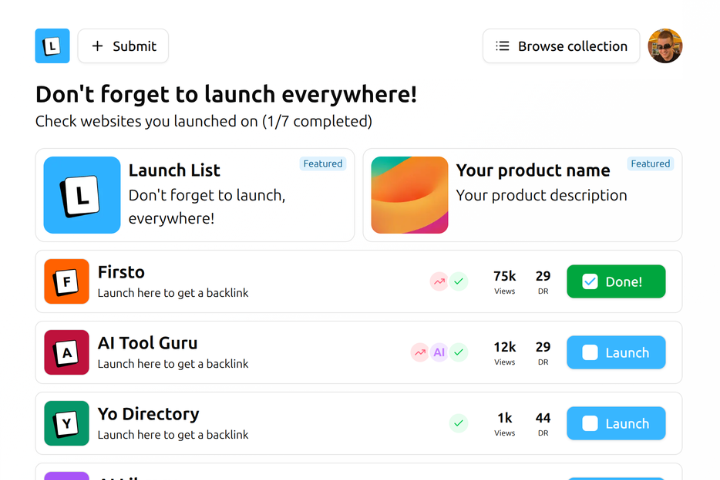 L
Submit
Browse collection
Don't forget to launch everywhere!
Check websites you launched on (1/7 completed)
L
Launch List
Featured
Don't forget to launch,
everywhere!
Your product name
Featured
Your product description
F
Firsto
Launch here to get a backlink
75k
Views
29
DR
Done!
A
AI Tool Guru
Launch here to get a backlink
AI
12k
Views
29
DR
Launch
Y
Yo Directory
Launch here to get a backlink
1k
Views
44
DR
Launch